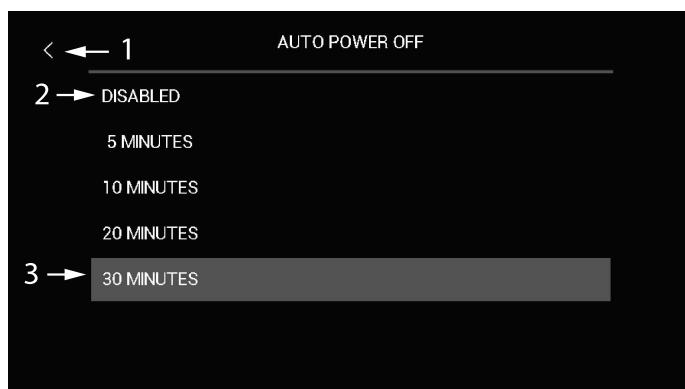 < 1 AUTO POWER OFF
2 DISABLED
5 MINUTES
10 MINUTES
20 MINUTES
3 30 MINUTES